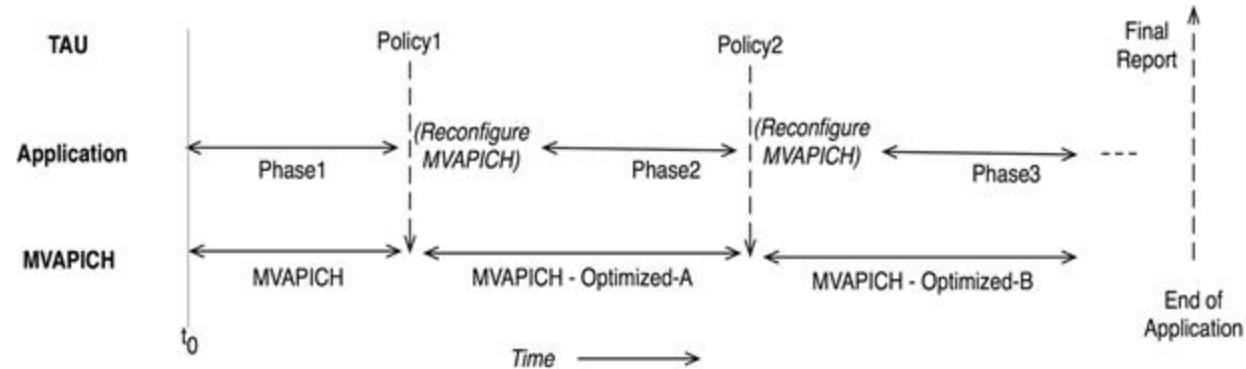 TAU
Policy1
Policy2
Final
Report
Application
(Reconfigure
MVAPICH)
(Reconfigure
MVAPICH)
Phase1
Phase2
Phase3
MVAPICH
MVAPICH
MVAPICH - Optimized-A
MVAPICH - Optimized-B
End of
Application
t0
Time